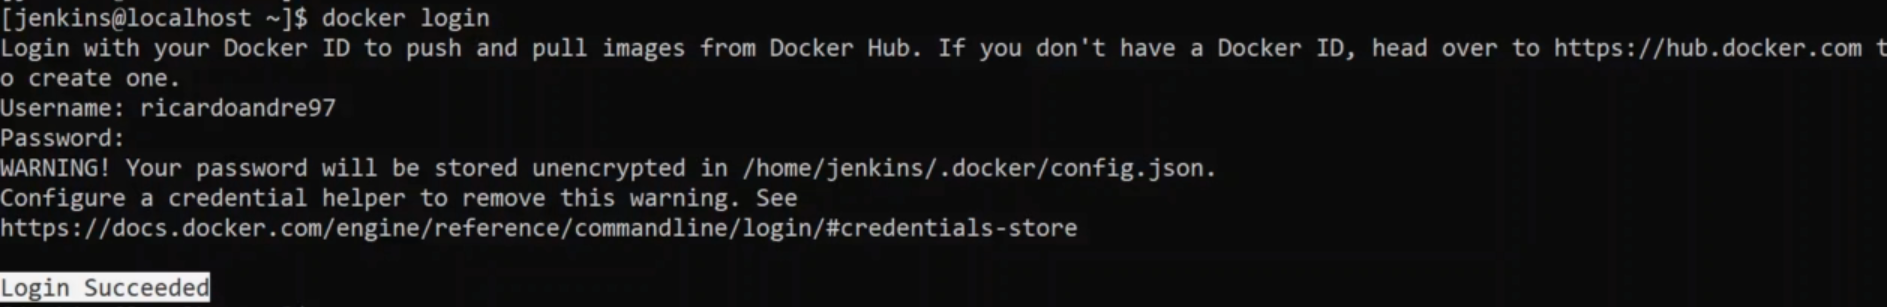 [jenkins@localhost ~]$ docker login
Login with your Docker ID to push and pull images from Docker Hub. If you don't have a Docker ID, head over to https://hub.docker.com t
o create one.
Username: ricardoandre97
Password:
WARNING! Your password will be stored unencrypted in /home/jenkins/.docker/config.json.
Configure a credential helper to remove this warning. See
https://docs.docker.com/engine/reference/commandline/login/#credentials-store
Login Succeeded